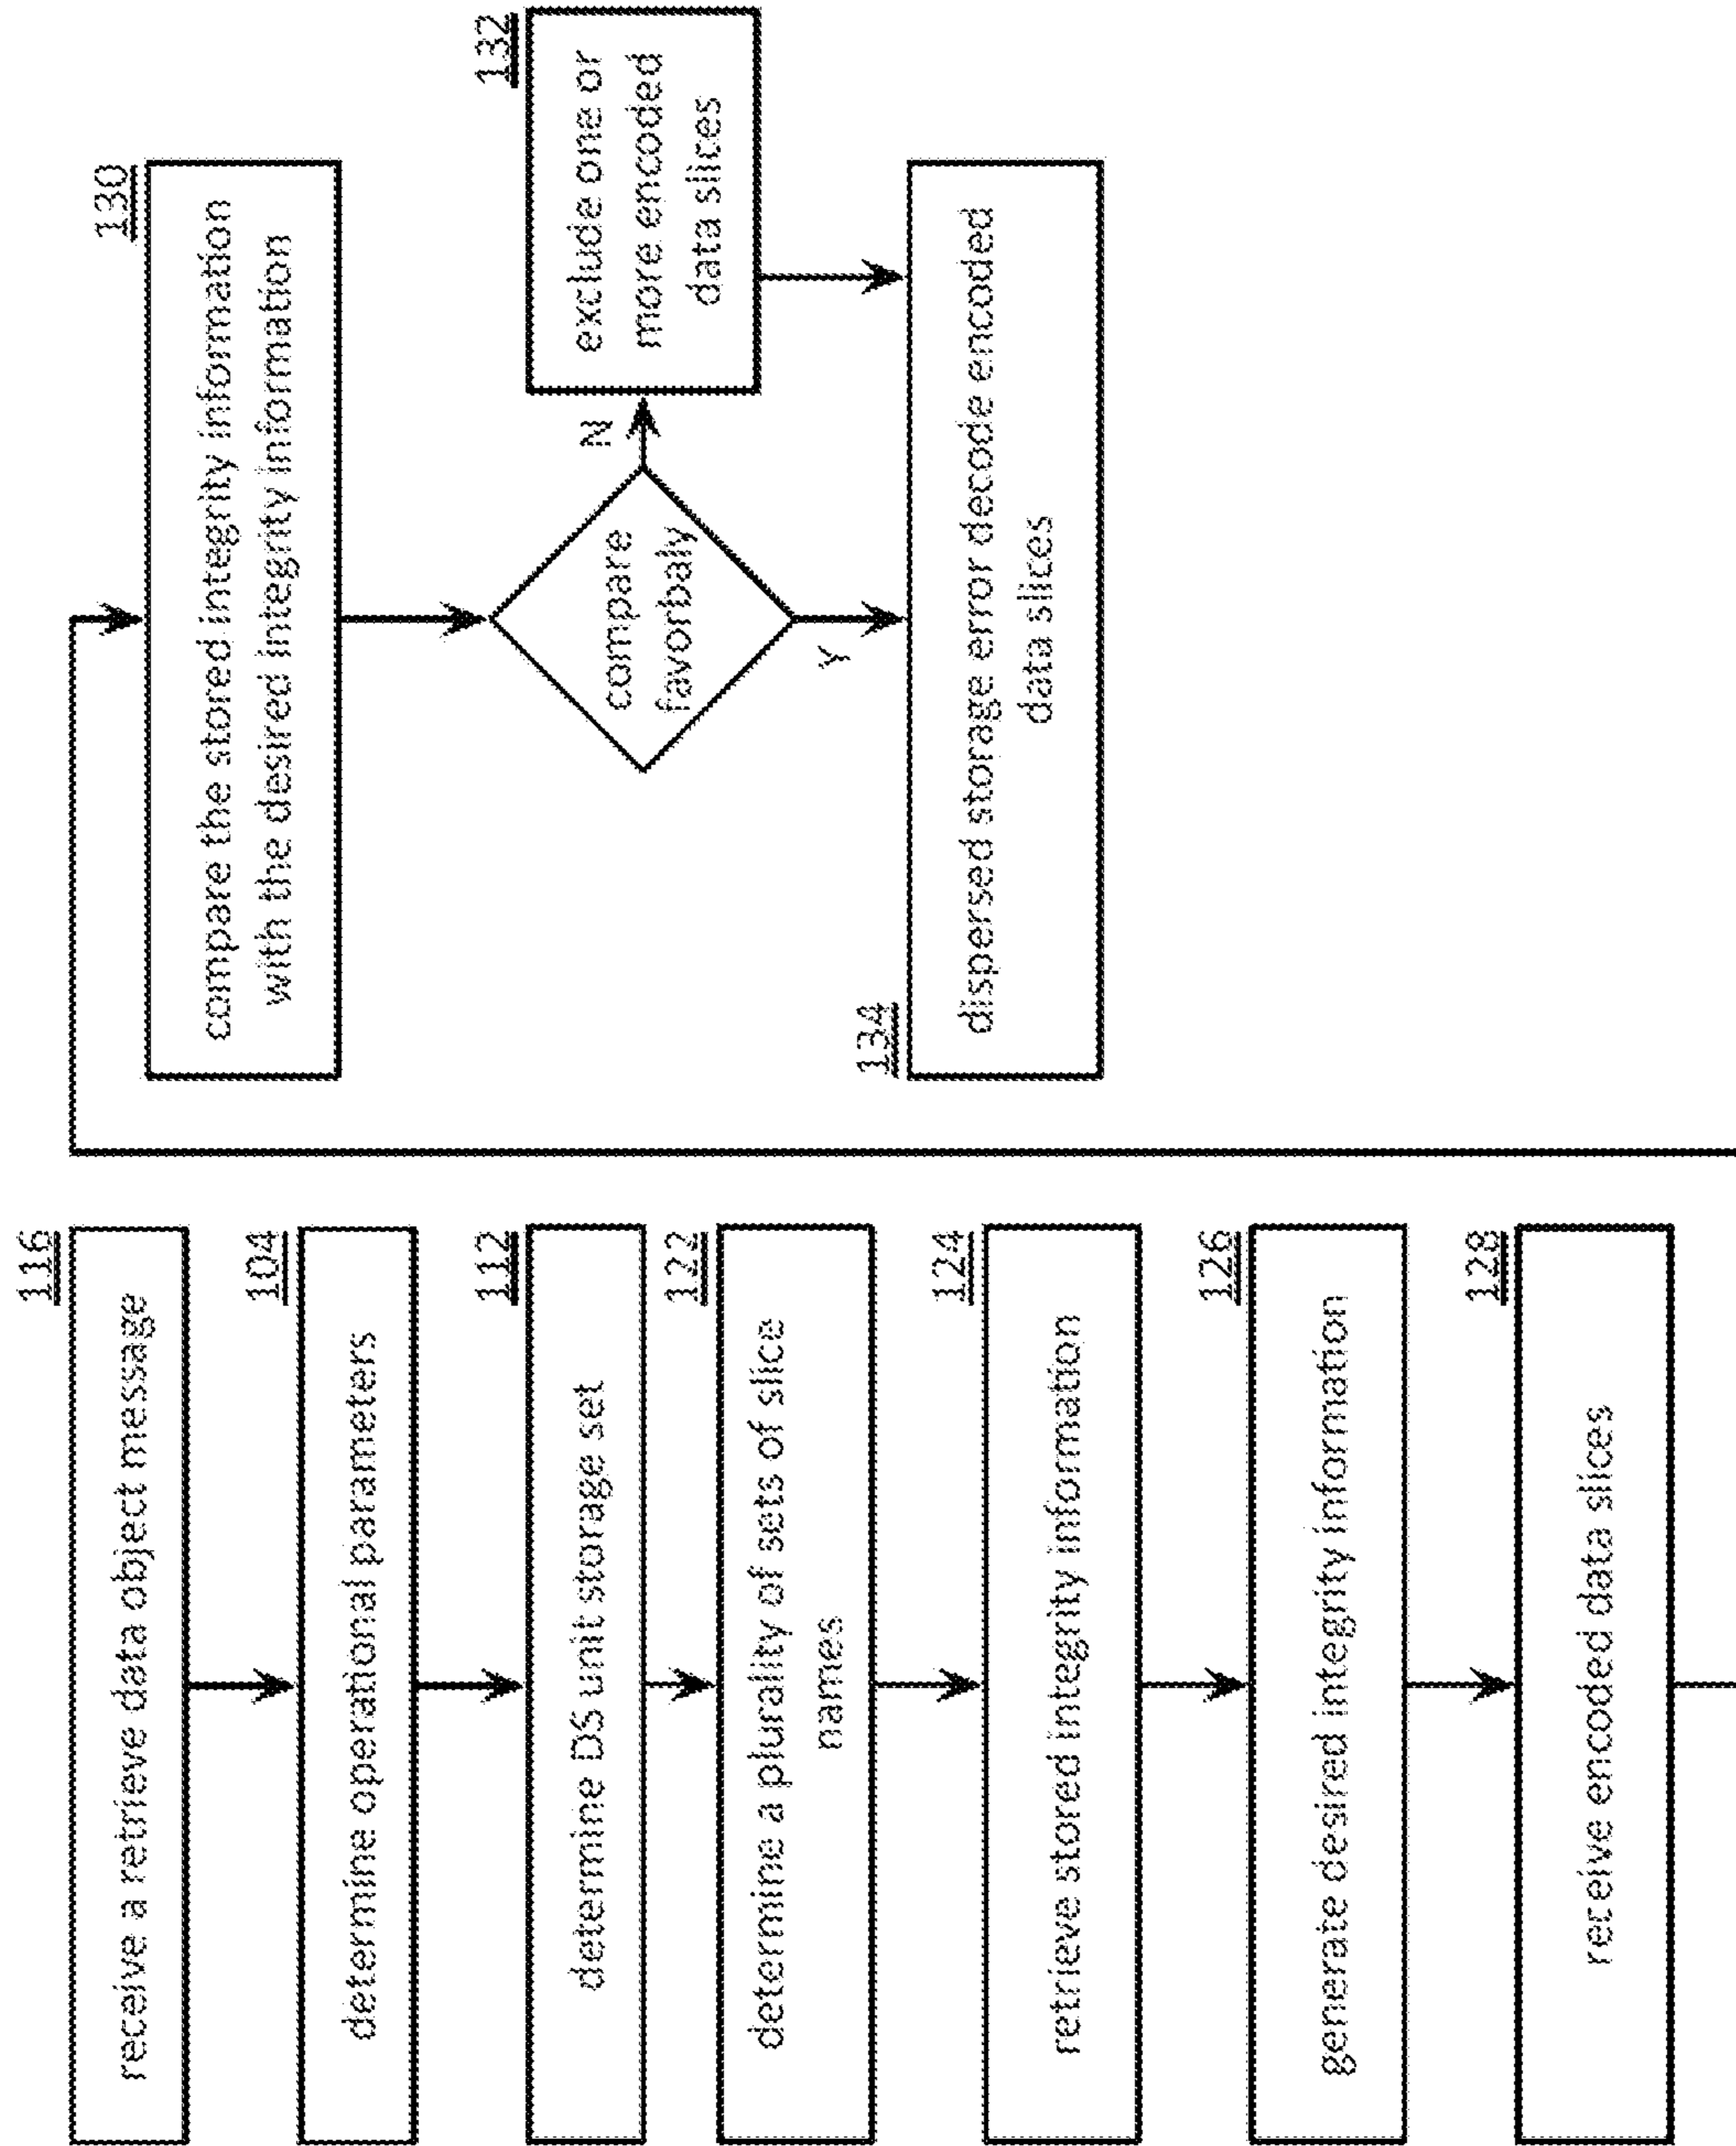 116
receive a retrieve data object message
104
determine operational parameters
112
determine DS unit storage set
122
determine a plurality of sets of slice
names
124
retrieve stored integrity information
126
generate desired integrity information
128
receive encoded data slices
130
compare the stored integrity information
with the desired integrity information
compare
favorbaly
N
Y
132
exclude one or
more encoded
data slices
134
dispersed storage error decode encoded
data slices